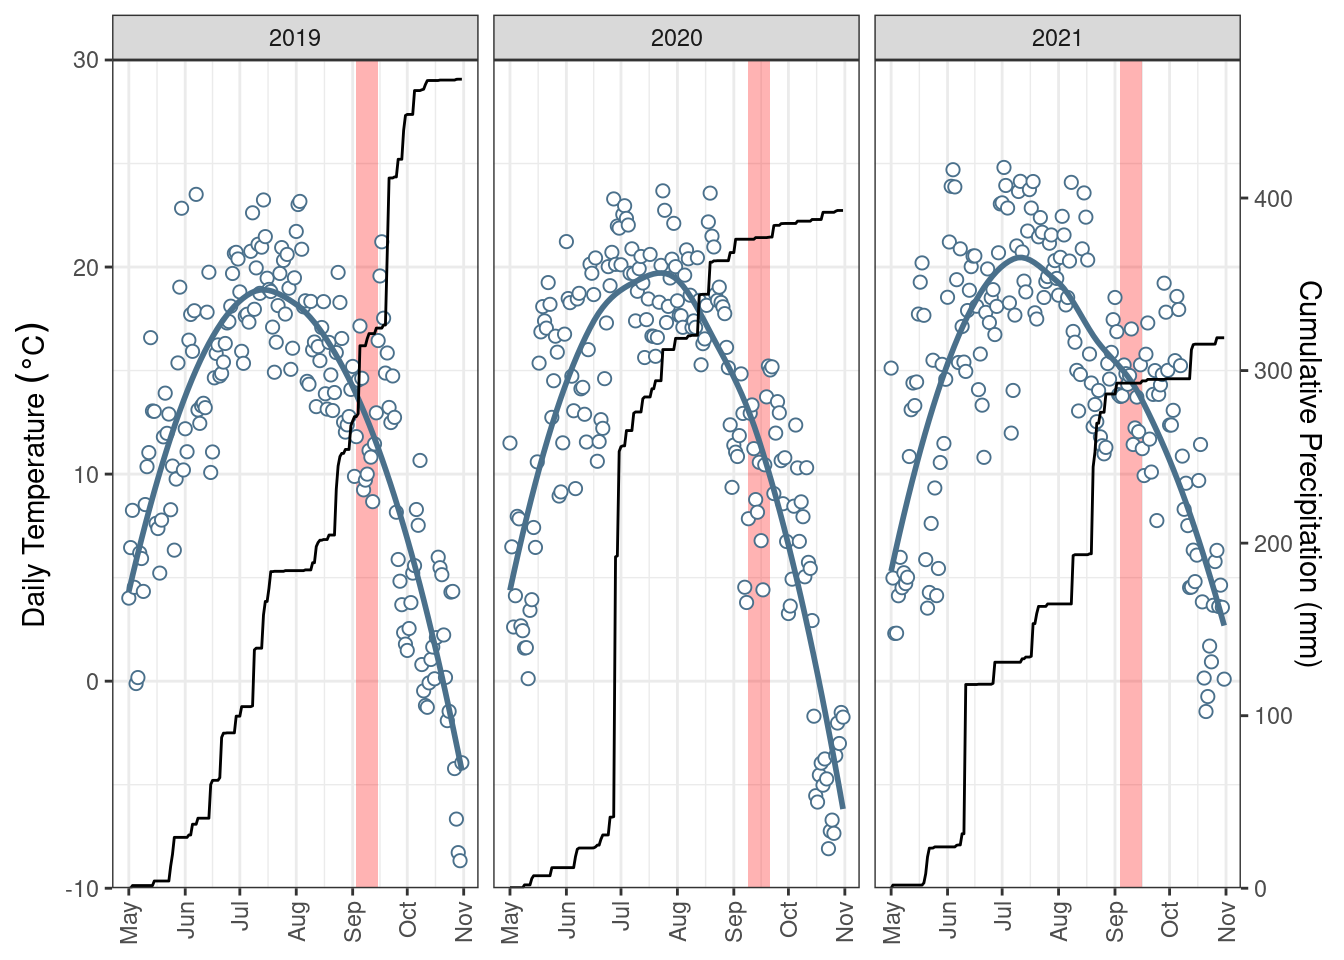 2019 2020 2021
Daily Temperature (°C)
30
20
10
0
-10
May Jun Jul Aug Sep Oct Nov
May Jun Jul Aug Sep Oct Nov
May Jun Jul Aug Sep Oct Nov
400
300
200
100
0
Cumulative Precipitation (mm)